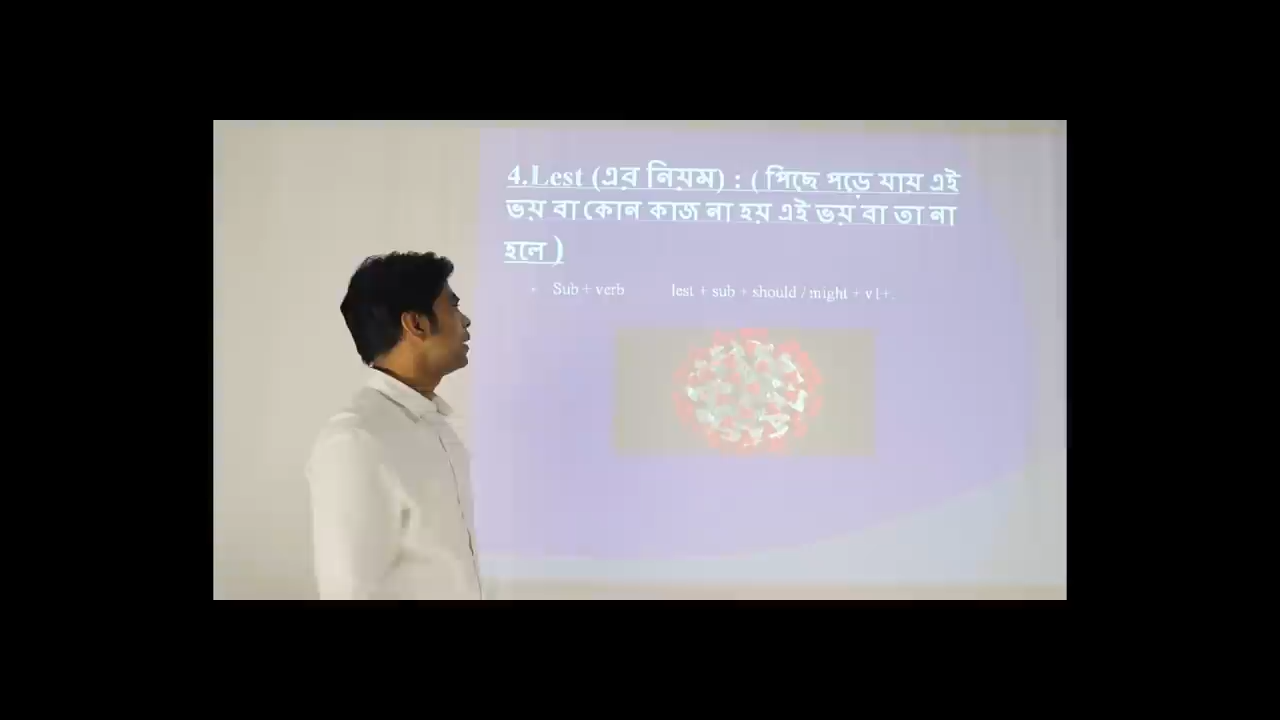 4.Lest (এর নিয়ম) : ( পিছে পড়ে যায় এই
ভয় বা কোন কাজ না হয় এই ভয় বা তা না
হলে )
• Sub + verb lest + sub + should / might + v1+.